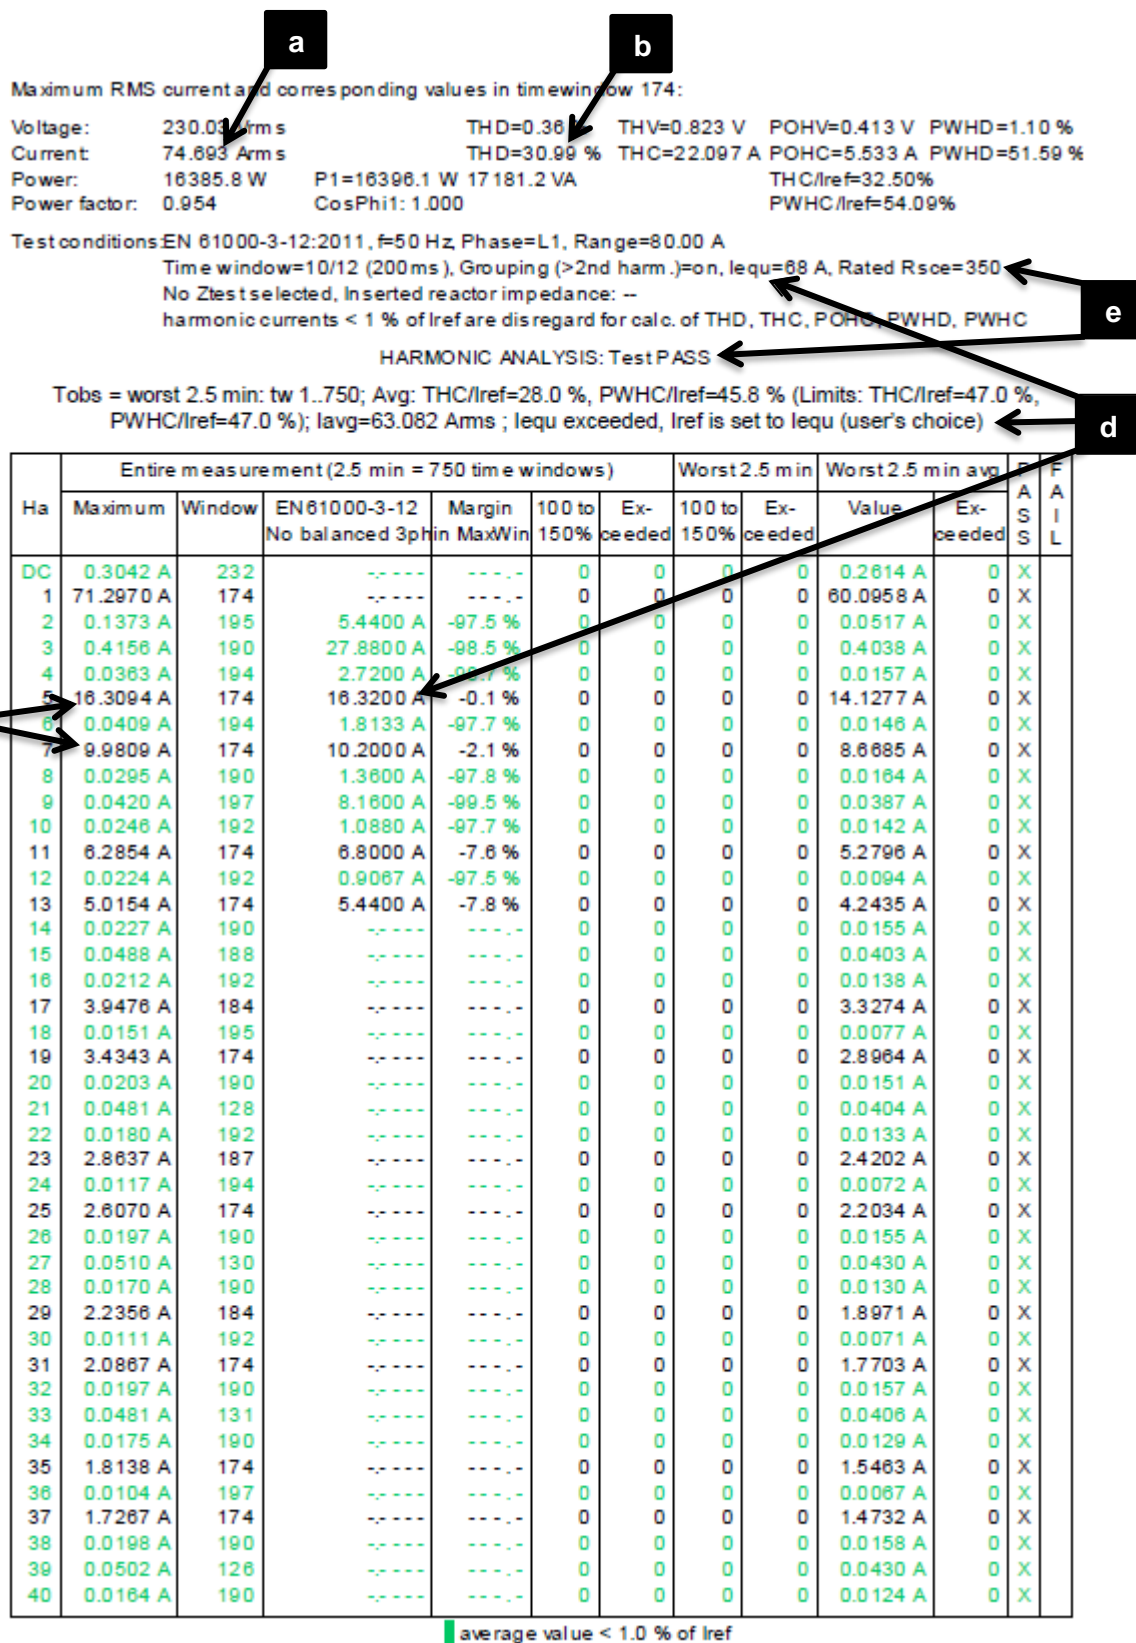 a
b
Maximum RMS current and corresponding values in timewindow 174:
Voltage: 230.03 Vrms THD=0.36 THV=0.823 V POHV=0.413 V PWHD=1.10 %
Current: 74.693 Arms THD=30.99 % THC=22.097 A POHC=5.533 A PWHD=51.59 %
Power: 16385.8 W P1=16396.1 W 17181.2 VA THC/Iref=32.50%
Power factor: 0.954 CosPhi1: 1.000 PWHC/Iref=54.09%
Test conditions:EN 61000-3-12:2011, f=50 Hz, Phase=L1, Range=80.00 A
Time window=10/12 (200ms), Grouping (>2nd harm.)=on, Iequ=68 A, Rated Rsce=350
No Ztest selected, Inserted reactor impedance: --
e
harmonic currents < 1 % of Iref are disregard for calc. of THD, THC, POHC, PWHD, PWHC
HARMONIC ANALYSIS: Test PASS
Tobs = worst 2.5 min: tw 1..750; Avg: THC/Iref=28.0 %, PWHC/Iref=45.8 % (Limits: THC/Iref=47.0 %,
PWHC/Iref=47.0 %); Iavg=63.082 Arms ; Iequ exceeded, Iref is set to Iequ (user's choice)
d
Entire measurement (2.5 min = 750 time windows) Worst 2.5 min Worst 2.5 min avg PASS FAIL
Ha Maximum Window EN61000-3-12 Margin 100 to Ex- 100 to Ex- Value Ex-
No balanced 3ph in MaxWin 150% ceeded 150% ceeded ceeded
DC 0.3042 A 232 -,---- ---.- 0 0 0 0 0.2614 A 0 X
1 71.2970 A 174 -,---- ---.- 0 0 0 0 60.0958 A 0 X
2 0.1373 A 195 5.4400 A -97.5 % 0 0 0 0 0.0517 A 0 X
3 0.4156 A 190 27.8800 A -98.5 % 0 0 0 0 0.4038 A 0 X
4 0.0363 A 194 2.7200 A 0 0 0 0 0.0157 A 0 X
5 16.3094 A 174 16.3200 A -0.1 % 0 0 0 0 14.1277 A 0 X
6 0.0409 A 194 1.8133 A -97.7 % 0 0 0 0 0.0146 A 0 X
7 9.9809 A 174 10.2000 A -2.1 % 0 0 0 0 8.6685 A 0 X
8 0.0295 A 190 1.3600 A -97.8 % 0 0 0 0 0.0164 A 0 X
9 0.0420 A 197 8.1600 A -99.5 % 0 0 0 0 0.0387 A 0 X
10 0.0246 A 192 1.0880 A -97.7 % 0 0 0 0 0.0142 A 0 X
11 6.2854 A 174 6.8000 A -7.6 % 0 0 0 0 5.2796 A 0 X
12 0.0224 A 192 0.9067 A -97.5 % 0 0 0 0 0.0094 A 0 X
13 5.0154 A 174 5.4400 A -7.8 % 0 0 0 0 4.2435 A 0 X
14 0.0227 A 190 -,---- ---.- 0 0 0 0 0.0155 A 0 X
15 0.0488 A 188 -,---- ---.- 0 0 0 0 0.0403 A 0 X
16 0.0212 A 192 -,---- ---.- 0 0 0 0 0.0138 A 0 X
17 3.9476 A 184 -,---- ---.- 0 0 0 0 3.3274 A 0 X
18 0.0151 A 195 -,---- ---.- 0 0 0 0 0.0077 A 0 X
19 3.4343 A 174 -,---- ---.- 0 0 0 0 2.8964 A 0 X
20 0.0203 A 190 -,---- ---.- 0 0 0 0 0.0151 A 0 X
21 0.0481 A 128 -,---- ---.- 0 0 0 0 0.0404 A 0 X
22 0.0180 A 192 -,---- ---.- 0 0 0 0 0.0133 A 0 X
23 2.8637 A 187 -,---- ---.- 0 0 0 0 2.4202 A 0 X
24 0.0117 A 194 -,---- ---.- 0 0 0 0 0.0072 A 0 X
25 2.6070 A 174 -,---- ---.- 0 0 0 0 2.2034 A 0 X
26 0.0197 A 190 -,---- ---.- 0 0 0 0 0.0155 A 0 X
27 0.0510 A 130 -,---- ---.- 0 0 0 0 0.0430 A 0 X
28 0.0170 A 190 -,---- ---.- 0 0 0 0 0.0130 A 0 X
29 2.2356 A 184 -,---- ---.- 0 0 0 0 1.8971 A 0 X
30 0.0111 A 192 -,---- ---.- 0 0 0 0 0.0071 A 0 X
31 2.0867 A 174 -,---- ---.- 0 0 0 0 1.7703 A 0 X
32 0.0197 A 190 -,---- ---.- 0 0 0 0 0.0157 A 0 X
33 0.0481 A 131 -,---- ---.- 0 0 0 0 0.0406 A 0 X
34 0.0175 A 190 -,---- ---.- 0 0 0 0 0.0129 A 0 X
35 1.8138 A 174 -,---- ---.- 0 0 0 0 1.5463 A 0 X
36 0.0104 A 197 -,---- ---.- 0 0 0 0 0.0067 A 0 X
37 1.7267 A 174 -,---- ---.- 0 0 0 0 1.4732 A 0 X
38 0.0198 A 190 -,---- ---.- 0 0 0 0 0.0158 A 0 X
39 0.0502 A 126 -,---- ---.- 0 0 0 0 0.0430 A 0 X
40 0.0164 A 190 -,---- ---.- 0 0 0 0 0.0124 A 0 X
average value < 1.0 % of Iref